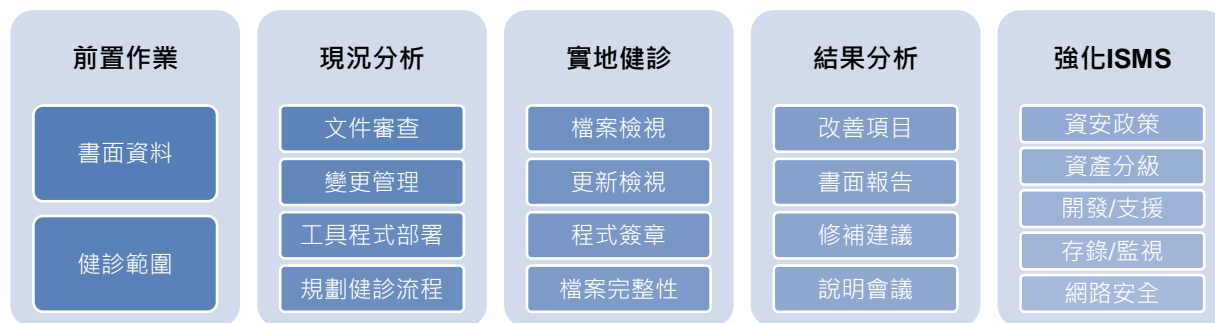 前置作業
書面資料
健診範圍
現況分析
文件審查
變更管理
工具程式部署
規劃健診流程
實地健診
檔案檢視
更新檢視
程式簽章
檔案完整性
結果分析
改善項目
書面報告
修補建議
說明會議
強化ISMS
資安政策
資產分級
開發/支援
存錄/監視
網路安全